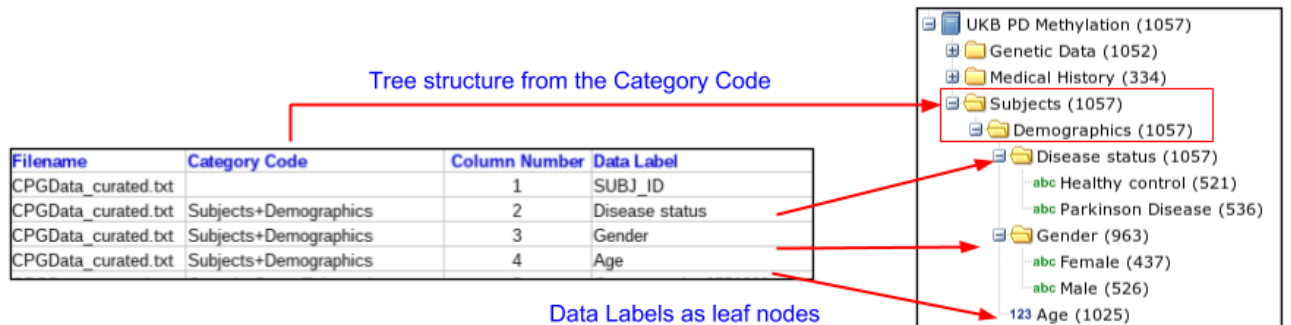 Tree structure from the Category Code
Filename Category Code Column Number Data Label
CPGData_curated.txt 1 SUBJ_ID
CPGData_curated.txt Subjects+Demographics 2 Disease status
CPGData_curated.txt Subjects+Demographics 3 Gender
CPGData_curated.txt Subjects+Demographics 4 Age
Data Labels as leaf nodes
UKB PD Methylation (1057)
Genetic Data (1052)
Medical History (334)
Subjects (1057)
Demographics (1057)
Disease status (1057)
abc Healthy control (521)
abc Parkinson Disease (536)
Gender (963)
abc Female (437)
abc Male (526)
123 Age (1025)